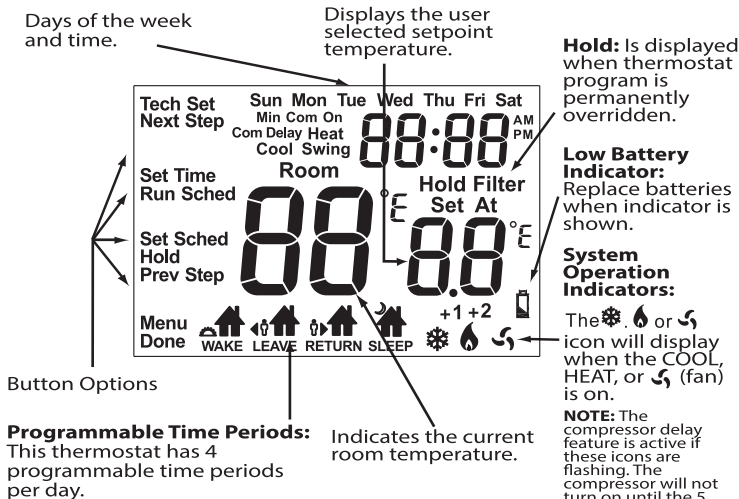 Days of the week
and time.
Displays the user
selected setpoint
temperature.
Hold: Is displayed
when thermostat
program is
permanently
overridden.
Low Battery
Indicator:
Replace batteries
when indicator is
shown.
System
Operation
Indicators:
The ❄. or
icon will display
when the COOL,
HEAT, or (fan)
is on.
NOTE: The
compressor delay
feature is active if
these icons are
flashing. The
compressor will not
turn on until the 5
Tech Set
Next Step
Sun Mon Tue Wed Thu Fri Sat
Min Com On
Com Delay Heat
Cool Swing
88:88 AM
PM
Set Time
Run Sched
Room
88°E
Hold Filter
Set At
8.8°E
Set Sched
Hold
Prev Step
Menu
Done
WAKE LEAVE RETURN SLEEP
+1 +2
Button Options
Programmable Time Periods:
This thermostat has 4
programmable time periods
per day.
Indicates the current
room temperature.